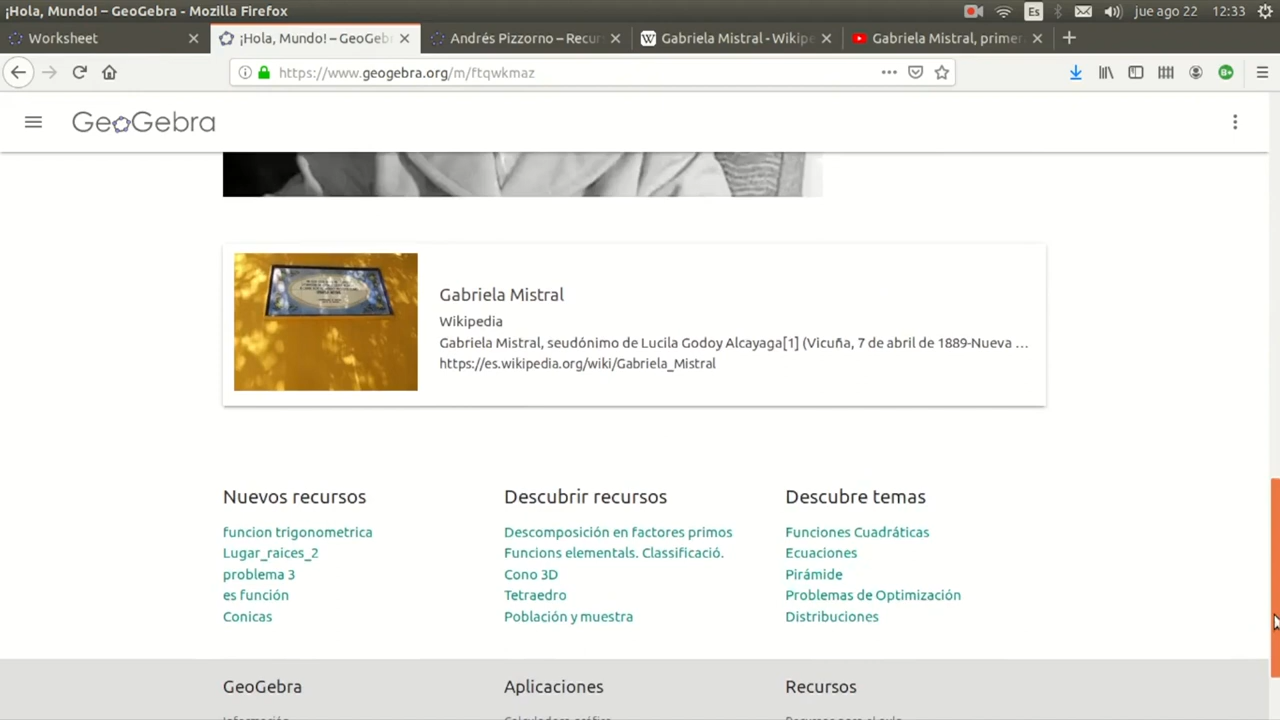 ¡Hola, Mundo! – GeoGebra - Mozilla Firefox
Es
jue ago 22 12:33
Worksheet
¡Hola, Mundo! – GeoGeb
Andrés Pizzorno – Recur
Gabriela Mistral - Wikipe
Gabriela Mistral, primer
https://www.geogebra.org/m/ftqwkmaz
GeoGebra
Gabriela Mistral
Wikipedia
Gabriela Mistral, seudónimo de Lucila Godoy Alcayaga[1] (Vicuña, 7 de abril de 1889-Nueva ...
https://es.wikipedia.org/wiki/Gabriela_Mistral
Nuevos recursos
funcion trigonometrica
Lugar_raices_2
problema 3
es función
Conicas
Descubrir recursos
Descomposición en factores primos
Funcions elementals. Classificació.
Cono 3D
Tetraedro
Población y muestra
Descubre temas
Funciones Cuadráticas
Ecuaciones
Pirámide
Problemas de Optimización
Distribuciones
GeoGebra
Aplicaciones
Recursos